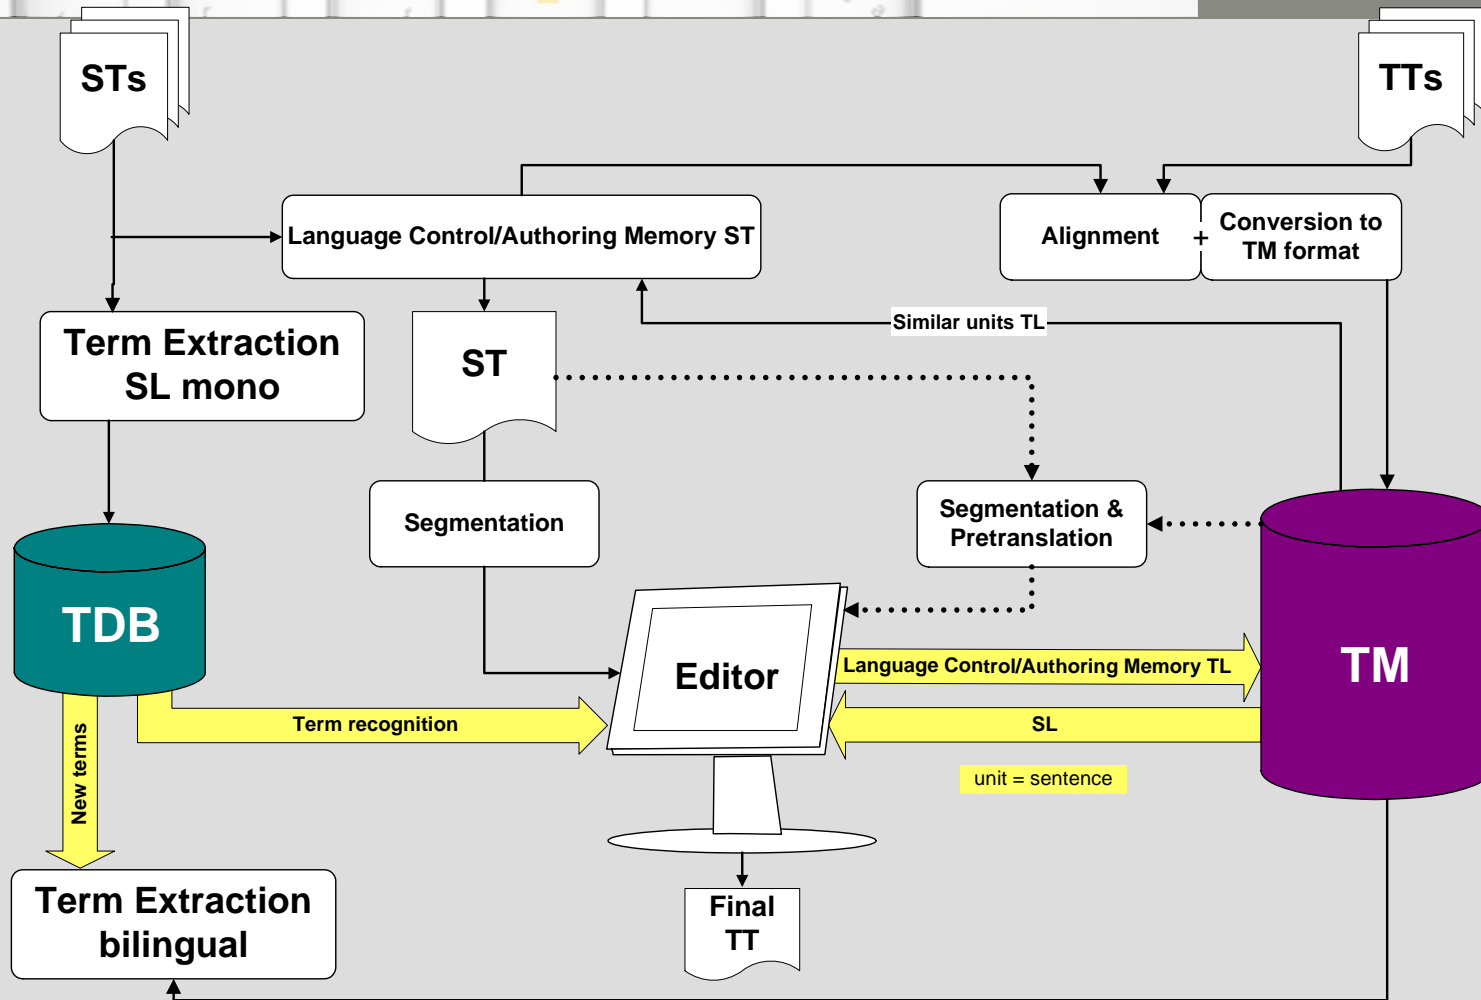 STs
TTs
Language Control/Authoring Memory ST
Alignment
+
Conversion to
TM format
Similar units TL
Term Extraction
SL mono
ST
Segmentation
Segmentation &
Pretranslation
TDB
Editor
Language Control/Authoring Memory TL
TM
Term recognition
SL
New terms
unit = sentence
Term Extraction
bilingual
Final
TT